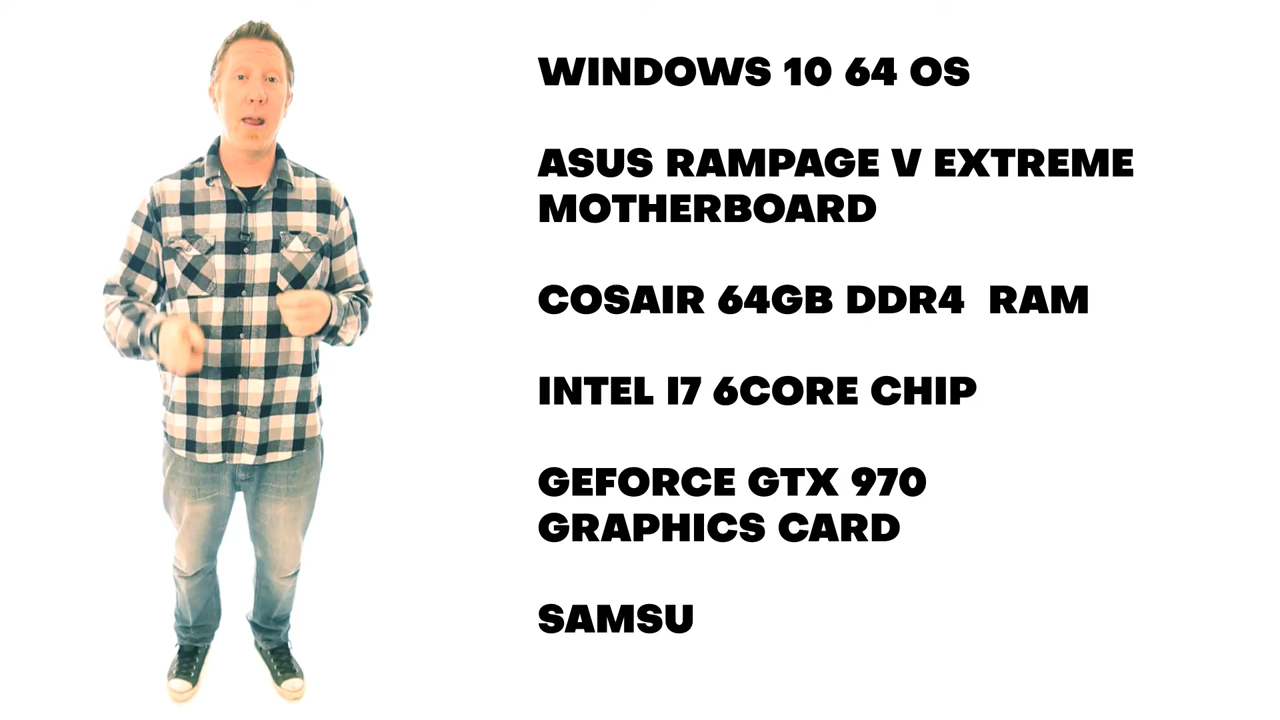 WINDOWS 10 64 OS
ASUS RAMPAGE V EXTREME
MOTHERBOARD
COSAIR 64GB DDR4  RAM
INTEL I7 6CORE CHIP
GEFORCE GTX 970
GRAPHICS CARD
SAMSU